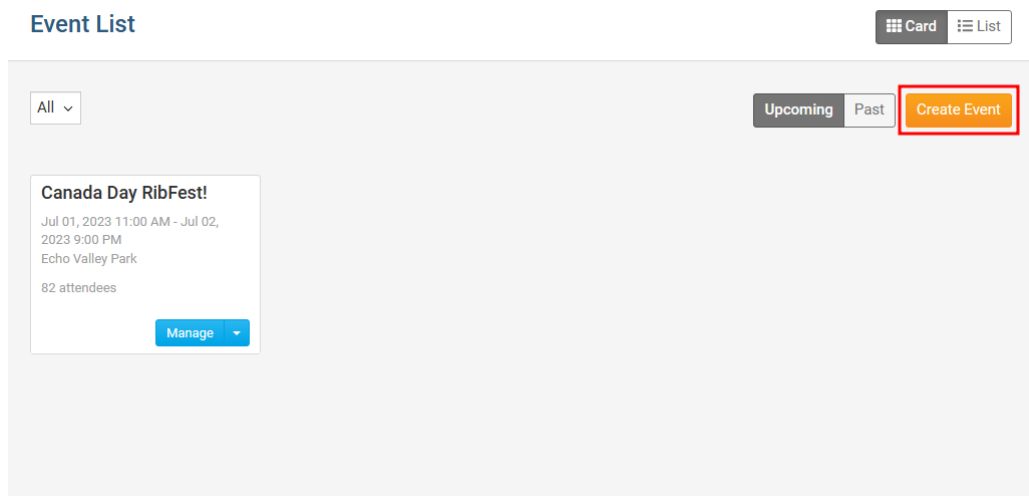 Event List
Card
List
All
Upcoming
Past
Create Event
Canada Day RibFest!
Jul 01, 2023 11:00 AM - Jul 02,
2023 9:00 PM
Echo Valley Park
82 attendees
Manage